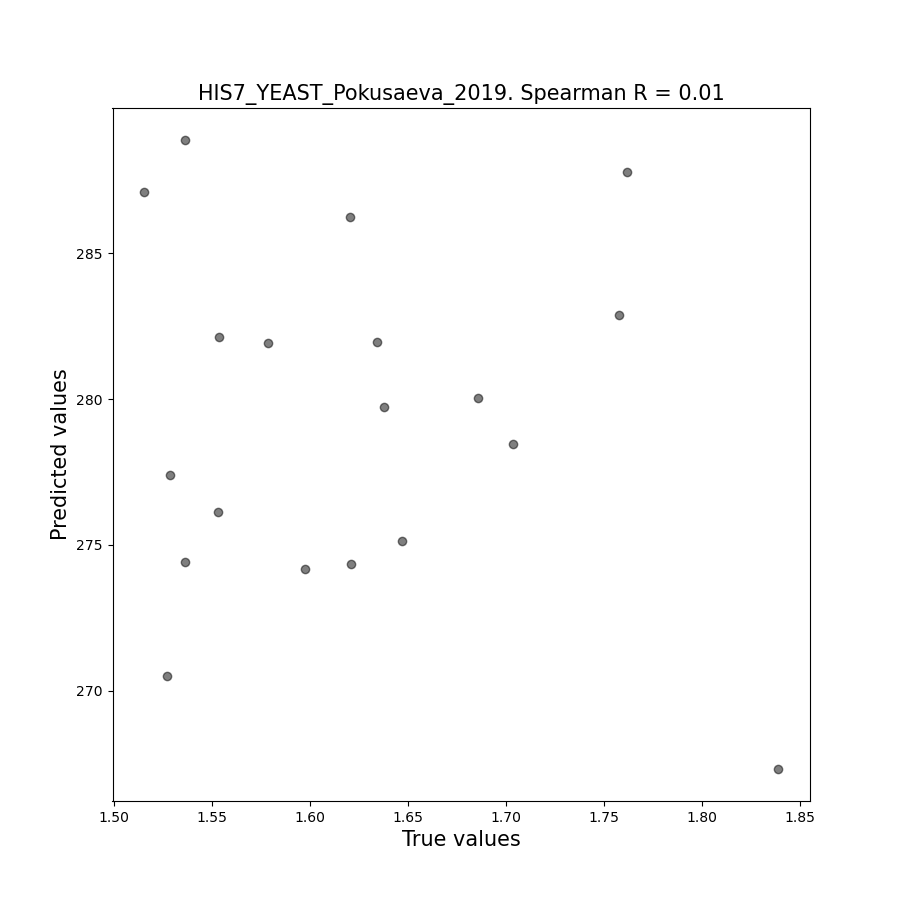 HIS7_YEAST_Pokusaeva_2019. Spearman R = 0.01
285
280
275
270
Predicted values
1.50 1.55 1.60 1.65 1.70 1.75 1.80 1.85
True values